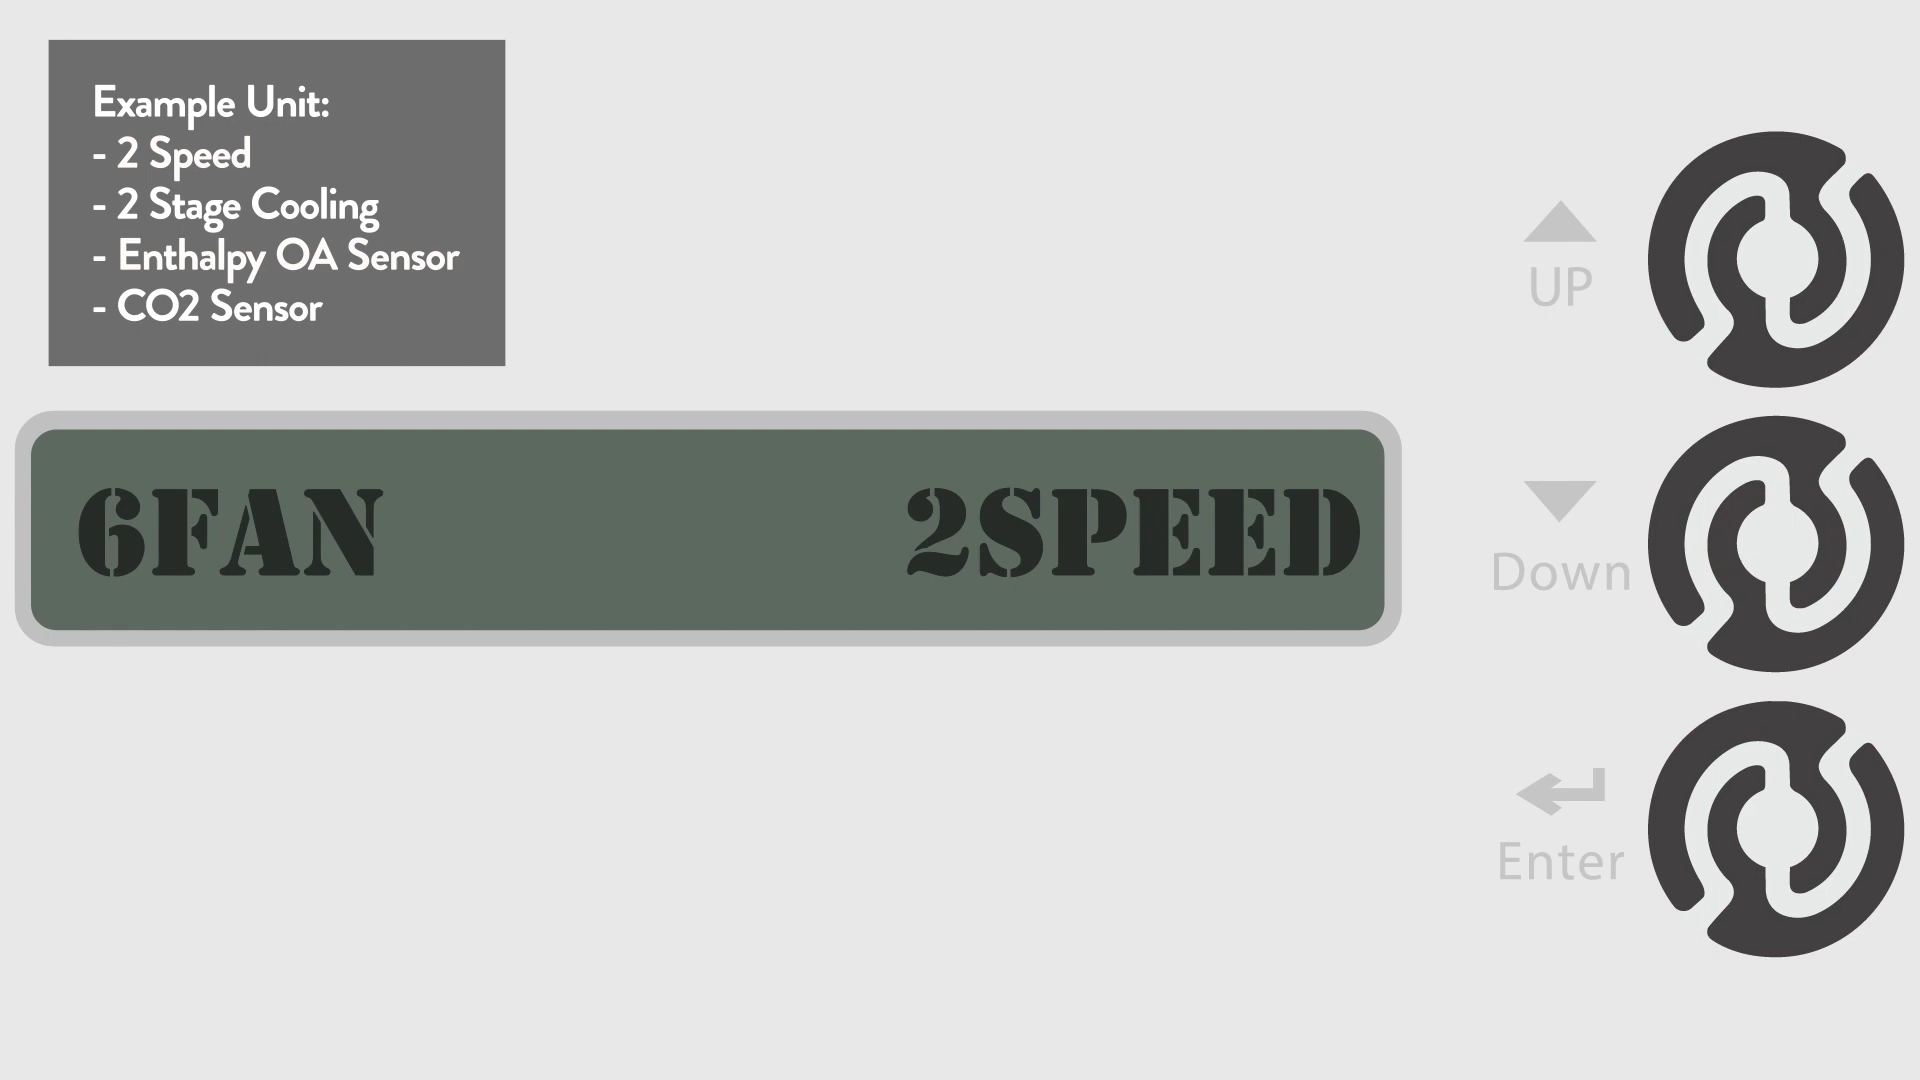 Example Unit:
- 2 Speed
- 2 Stage Cooling
- Enthalpy OA Sensor
- CO2 Sensor
UP
6FAN 2SPEED
Down
Enter